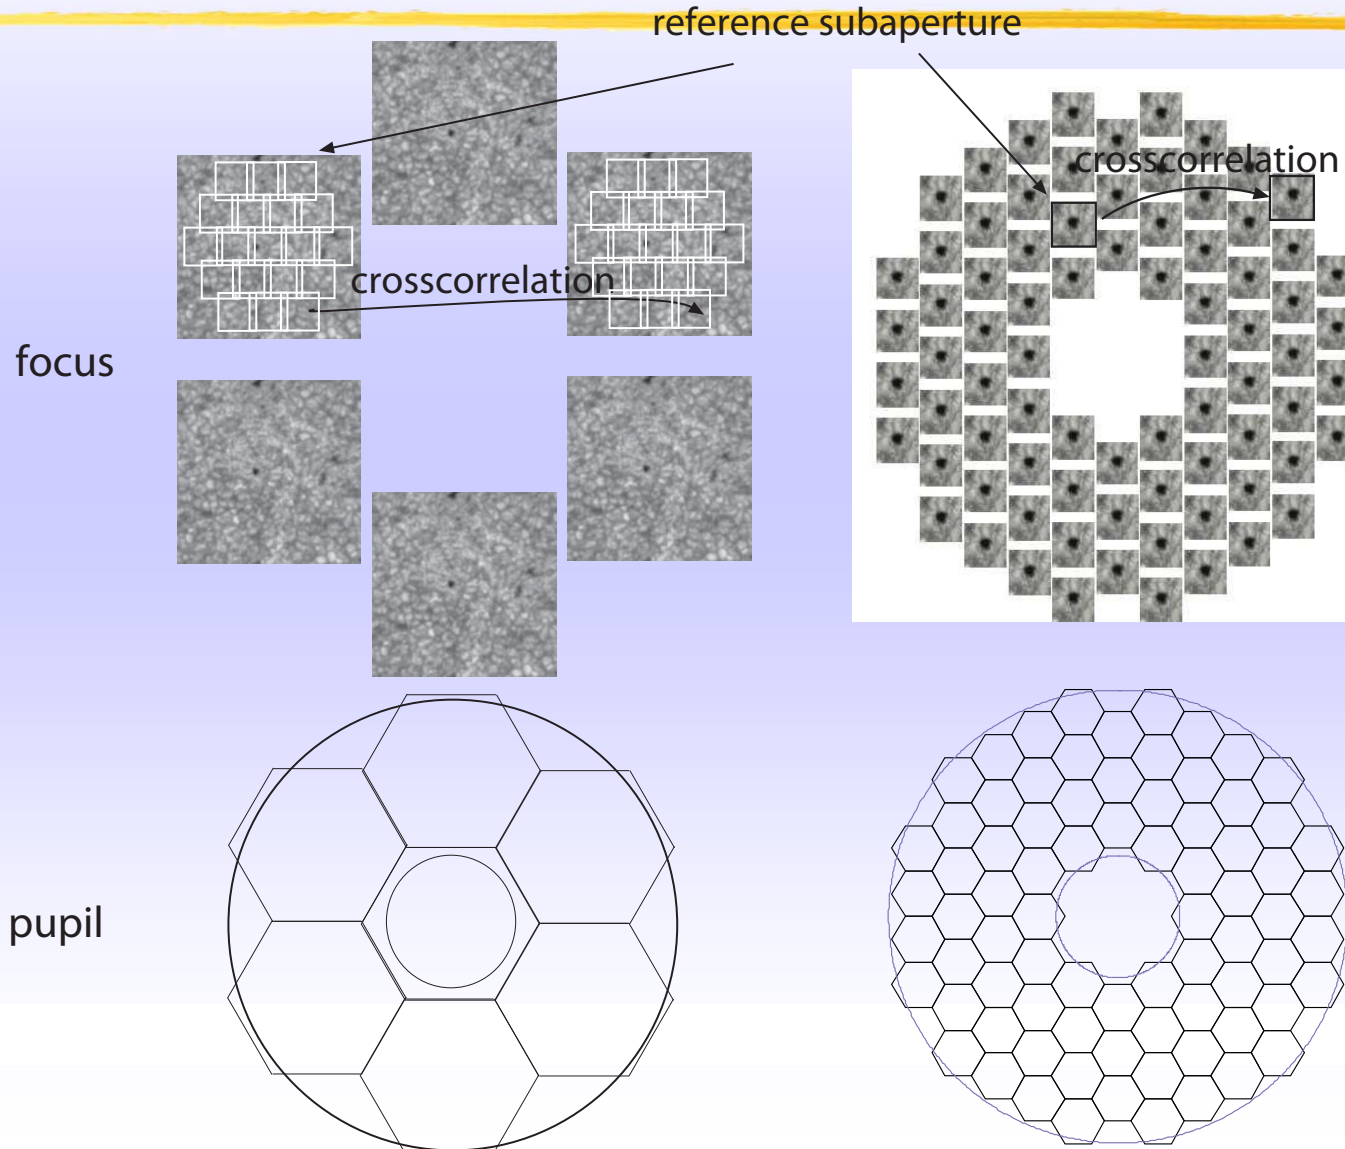 reference subaperture
crosscorrelation
crosscorrelation
focus
pupil